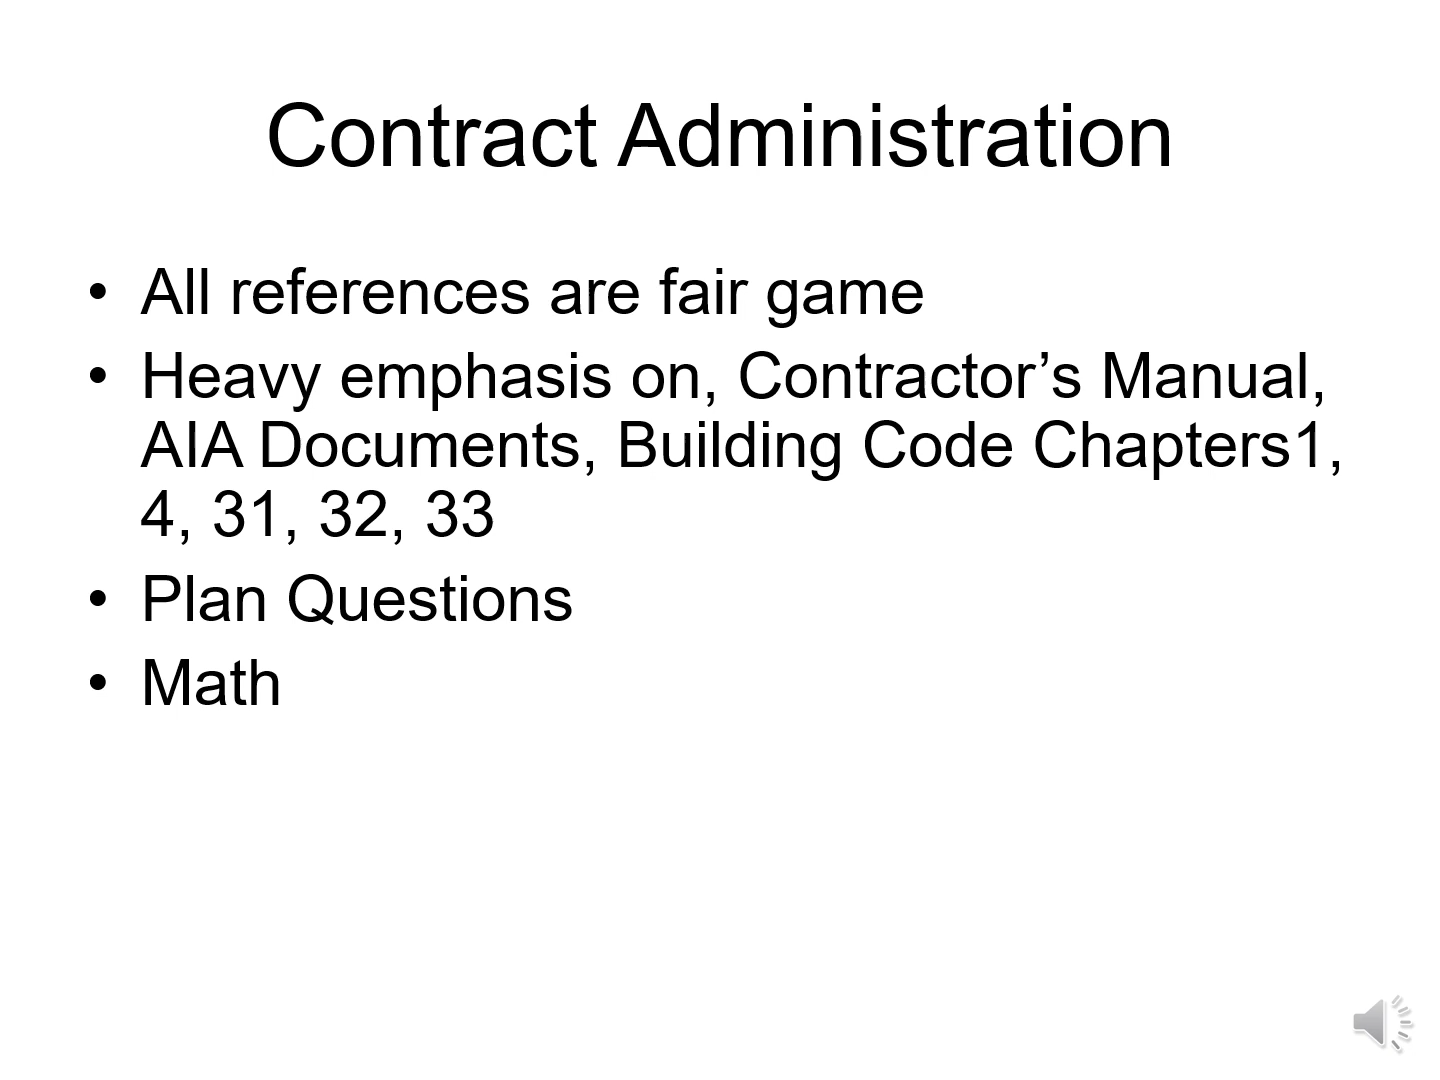 Contract Administration
• All references are fair game
• Heavy emphasis on, Contractor’s Manual,
AIA Documents, Building Code Chapters1,
4, 31, 32, 33
• Plan Questions
• Math